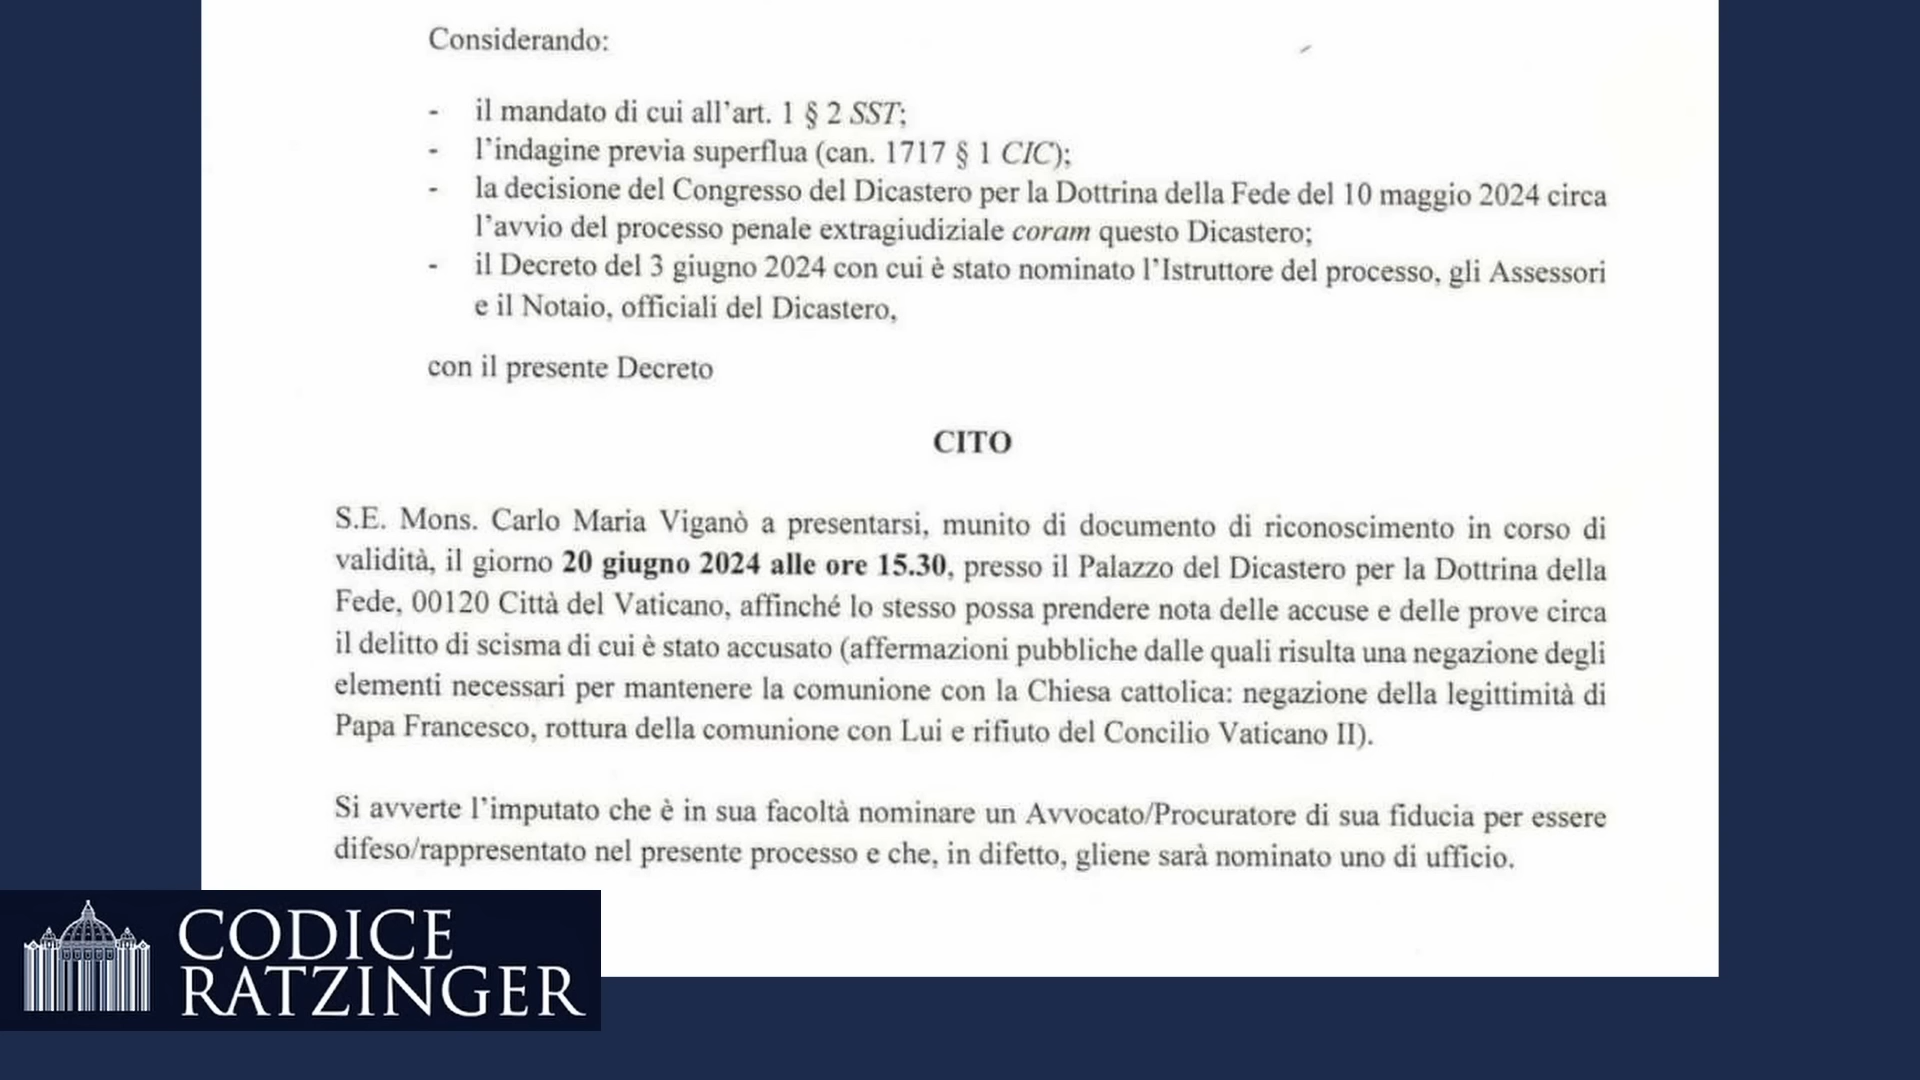 Considerando:
- il mandato di cui all’art. 1 § 2 SST;
- l’indagine previa superflua (can. 1717 § 1 CIC);
- la decisione del Congresso del Dicastero per la Dottrina della Fede del 10 maggio 2024 circa
l’avvio del processo penale extragiudiziale coram questo Dicastero;
- il Decreto del 3 giugno 2024 con cui è stato nominato l’Istruttore del processo, gli Assessori
e il Notaio, officiali del Dicastero,
con il presente Decreto
CITO
S.E. Mons. Carlo Maria Viganò a presentarsi, munito di documento di riconoscimento in corso di
validità, il giorno 20 giugno 2024 alle ore 15.30, presso il Palazzo del Dicastero per la Dottrina della
Fede, 00120 Città del Vaticano, affinché lo stesso possa prendere nota delle accuse e delle prove circa
il delitto di scisma di cui è stato accusato (affermazioni pubbliche dalle quali risulta una negazione degli
elementi necessari per mantenere la comunione con la Chiesa cattolica: negazione della legittimità di
Papa Francesco, rottura della comunione con Lui e rifiuto del Concilio Vaticano II).
Si avverte l’imputato che è in sua facoltà nominare un Avvocato/Procuratore di sua fiducia per essere
difeso/rappresentato nel presente processo e che, in difetto, gliene sarà nominato uno di ufficio.
CODICE
RATZINGER